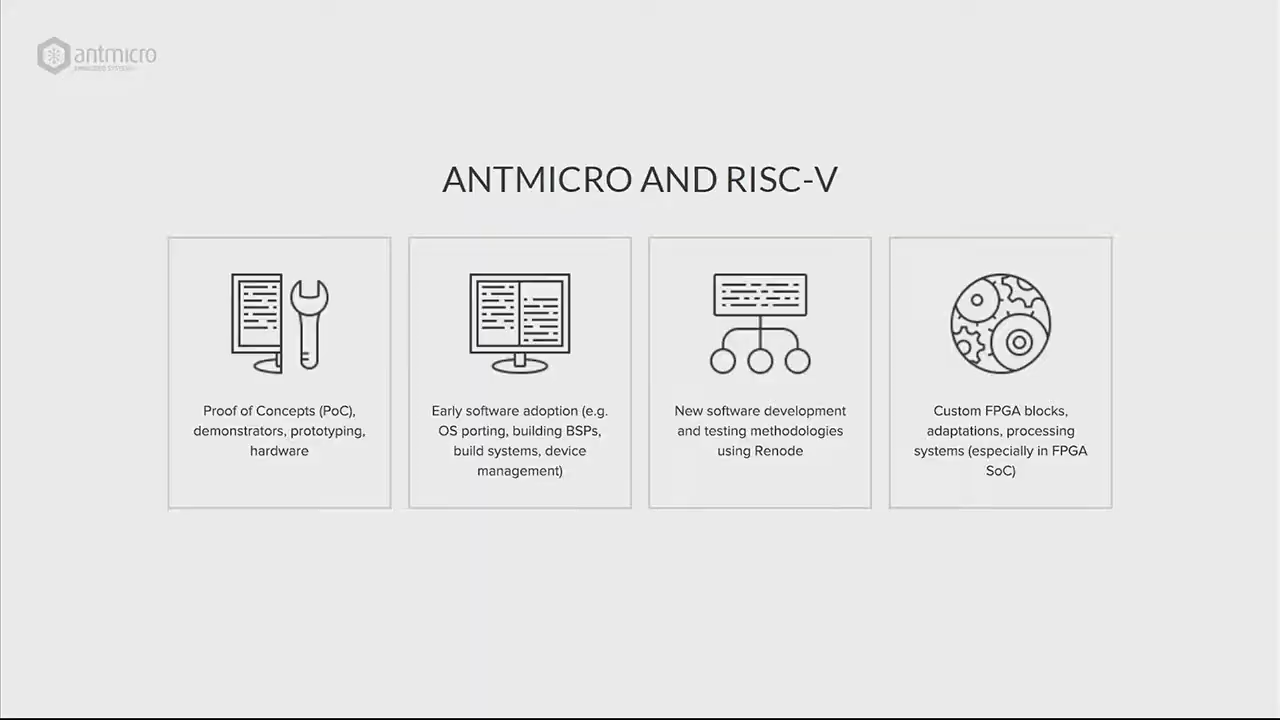 antmicro
ANTMICRO AND RISC-V
Proof of Concepts (PoC),
demonstrators, prototyping,
hardware
Early software adoption (e.g.
OS porting, building BSPs,
build systems, device
management)
New software development
and testing methodologies
using Renode
Custom FPGA blocks,
adaptations, processing
systems (especially in FPGA
SoC)